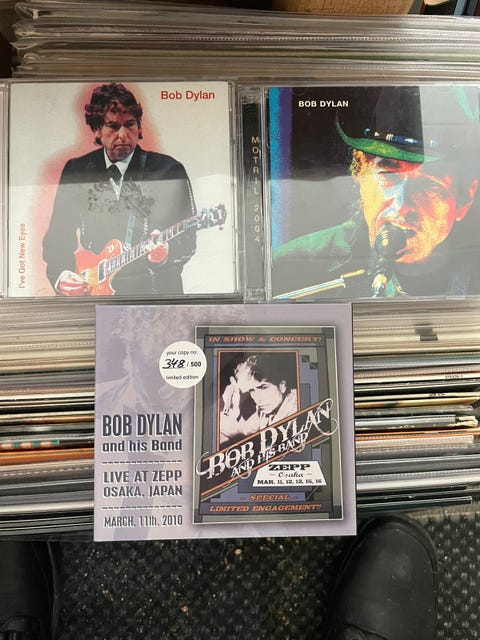 Bob Dylan
I've Got New Eyes
BOB DYLAN
MOTRIL 2004
your copy no:
348 / 500
limited edition
BOB DYLAN
and his Band
LIVE AT ZEPP
OSAKA, JAPAN
MARCH, 11th. 2010
IN SHOW & CONCERT!
BOB DYLAN
AND HIS BAND
ZEPP
~ Osaka ~
MAR. 11, 12, 13, 15, 16
SPECIAL
LIMITED ENGAGEMENT!!